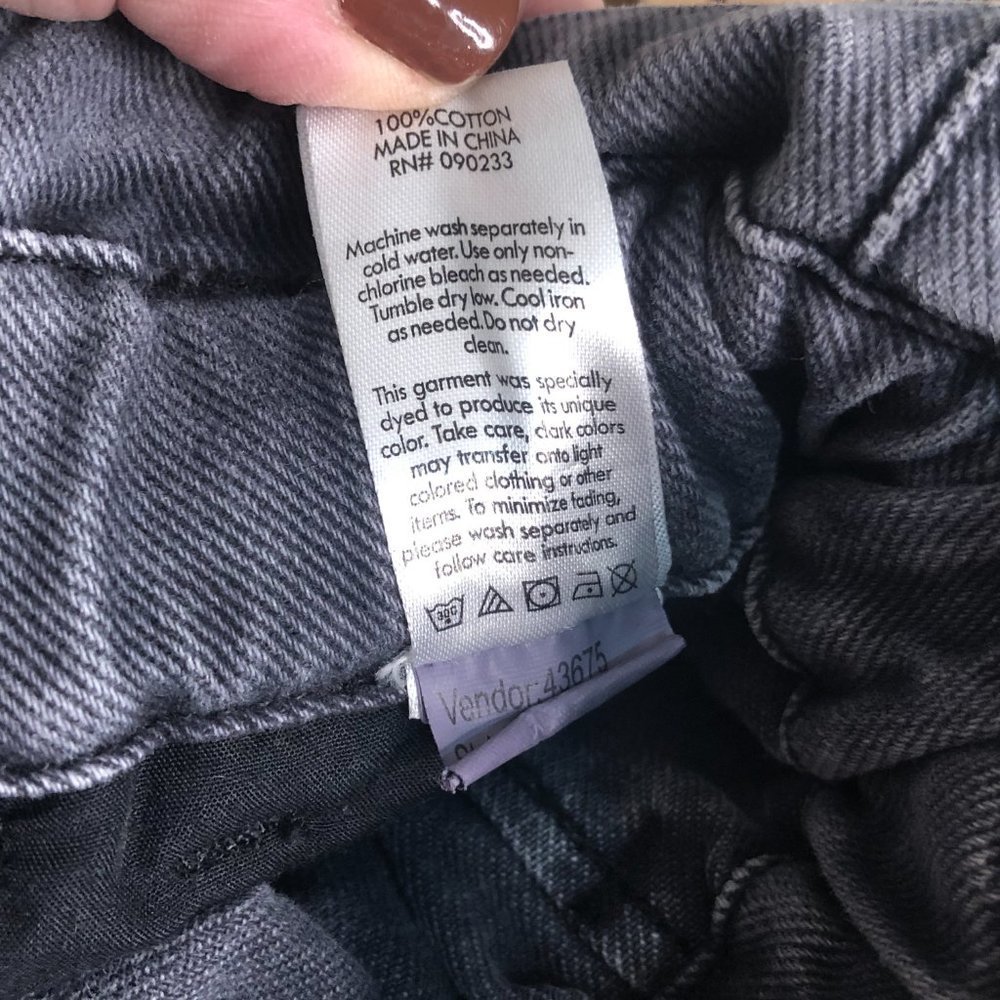 100%COTTON
MADE IN CHINA
RN# 090233
Machine wash separately in
cold water. Use only non-
chlorine bleach as needed.
Tumble dry low. Cool iron
as needed. Do not dry
clean.
This garment was specially
dyed to produce its unique
color. Take care, dark colors
may transfer onto light
colored clothing or other
items. To minimize fading,
please wash separately and
follow care instructions.
30C
Vendor:43675